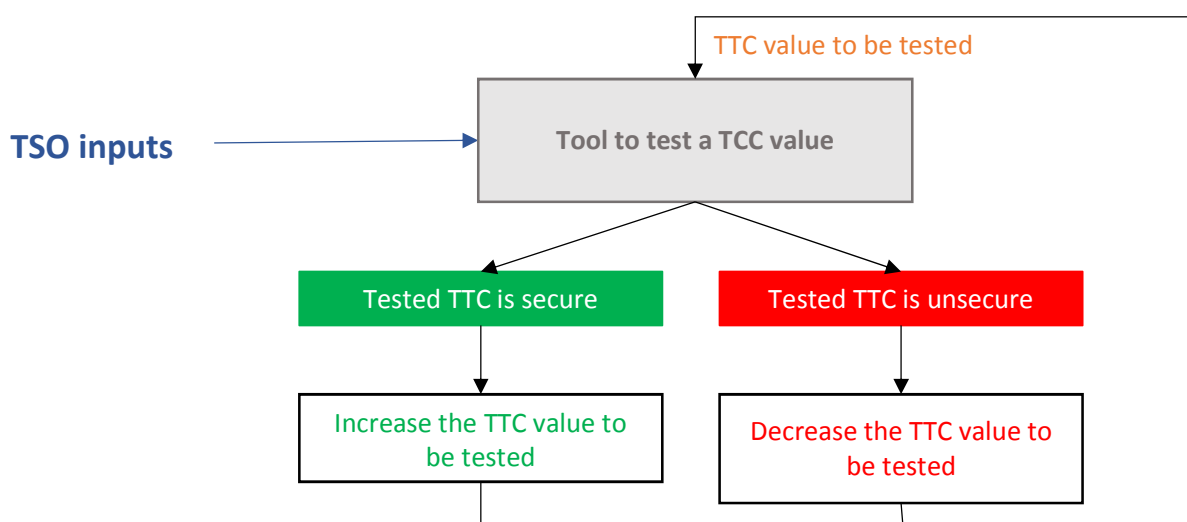 TTC value to be tested
TSO inputs
Tool to test a TCC value
Tested TTC is secure
Tested TTC is unsecure
Increase the TTC value to
be tested
Decrease the TTC value to
be tested